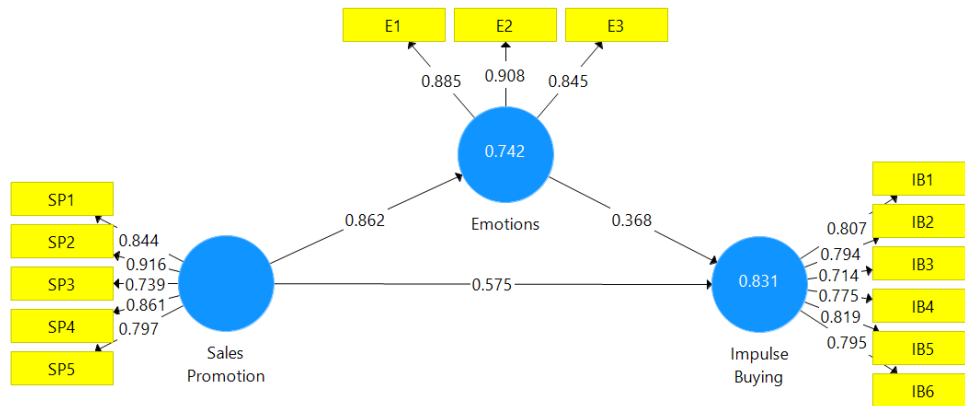 E1
E2
E3
0.885
0.908
0.845
0.742
Emotions
SP1
SP2
SP3
SP4
SP5
0.844
0.916
0.739
0.861
0.797
Sales
Promotion
0.862
0.368
0.575
0.831
Impulse
Buying
0.807
0.794
0.714
0.775
0.819
0.795
IB1
IB2
IB3
IB4
IB5
IB6